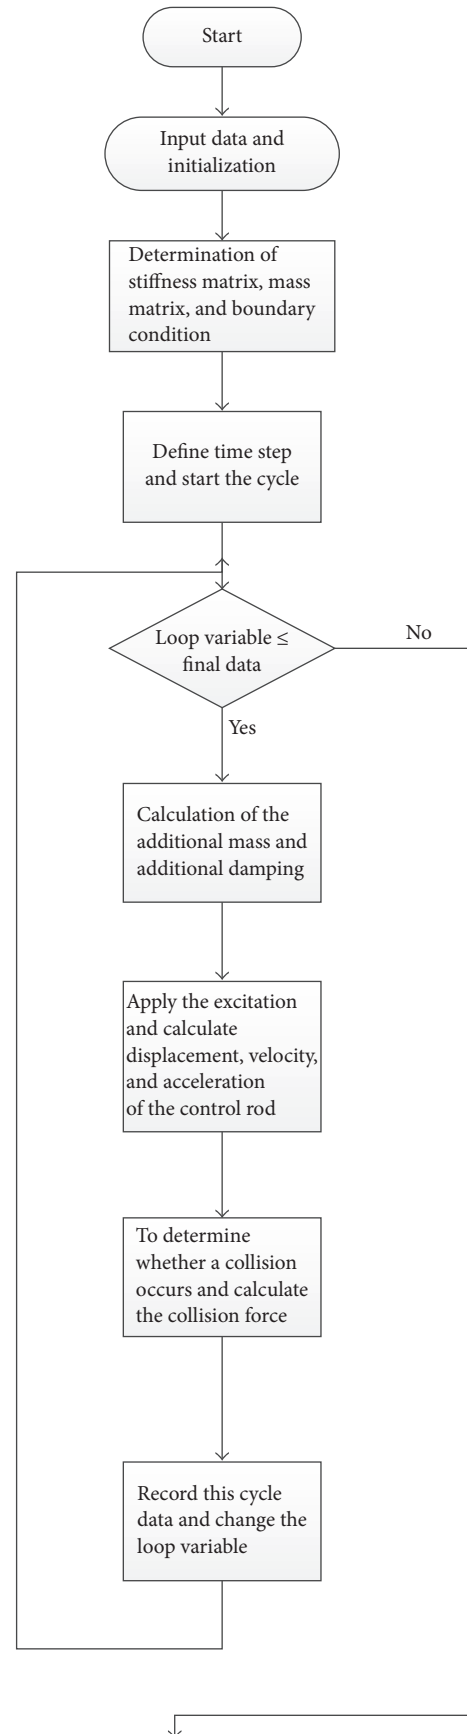 Start
Input data and
initialization
Determination of
stiffness matrix, mass
matrix, and boundary
condition
Define time step
and start the cycle
Loop variable ≤
final data
No
Yes
Calculation of the
additional mass and
additional damping
Apply the excitation
and calculate
displacement, velocity,
and acceleration
of the control rod
To determine
whether a collision
occurs and calculate
the collision force
Record this cycle
data and change the
loop variable